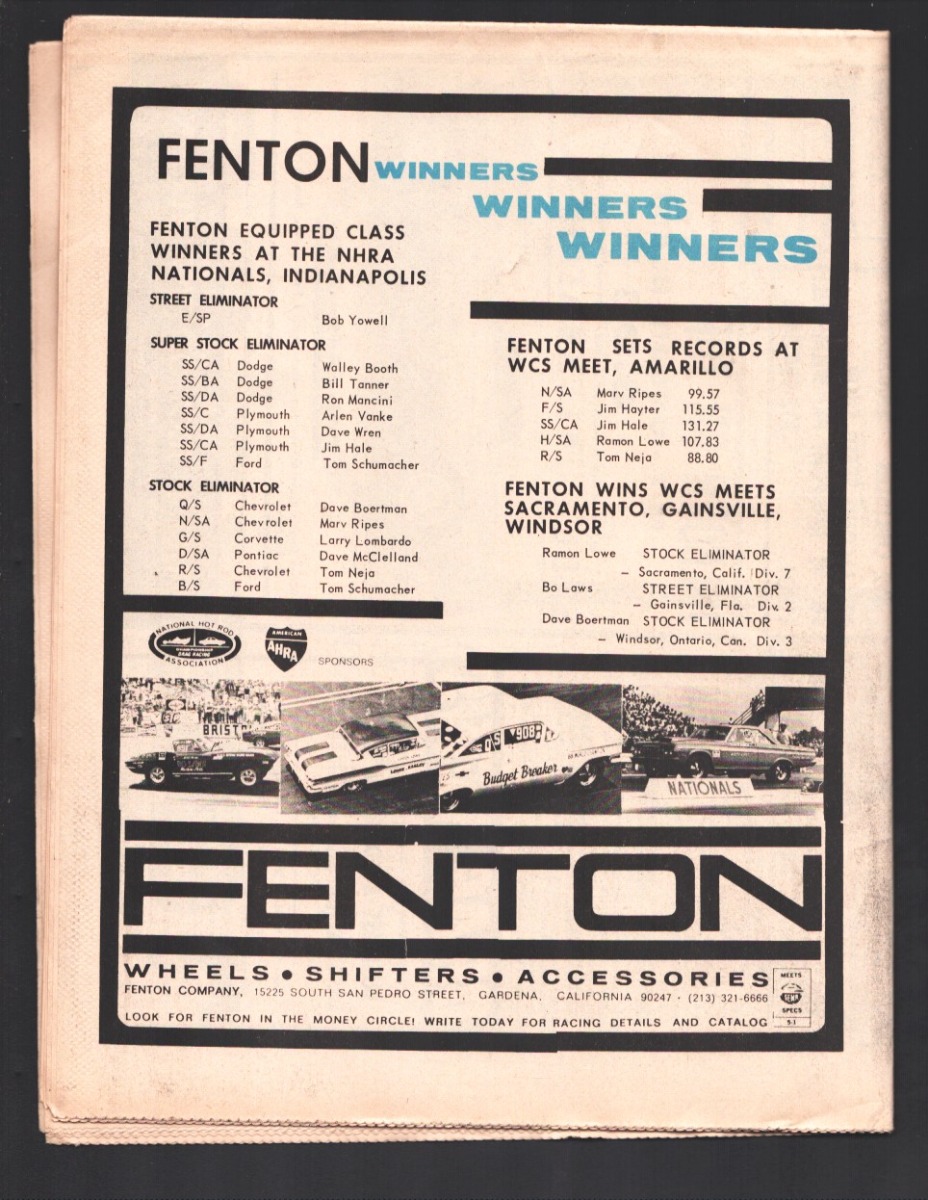 FENTON WINNERS
WINNERS
WINNERS
FENTON EQUIPPED CLASS
WINNERS AT THE NHRA
NATIONALS, INDIANAPOLIS
STREET ELIMINATOR
E/SP Bob Yowell
SUPER STOCK ELIMINATOR
SS/CA Dodge Walley Booth
SS/BA Dodge Bill Tanner
SS/DA Dodge Ron Mancini
SS/C Plymouth Arlen Vanke
SS/DA Plymouth Dave Wren
SS/CA Plymouth Jim Hale
SS/F Ford Tom Schumacher
STOCK ELIMINATOR
Q/S Chevrolet Dave Boertman
N/SA Chevrolet Marv Ripes
G/S Corvette Larry Lombardo
D/SA Pontiac Dave McClelland
R/S Chevrolet Tom Neja
B/S Ford Tom Schumacher
FENTON SETS RECORDS AT
WCS MEET, AMARILLO
N/SA Marv Ripes 99.57
F/S Jim Hayter 115.55
SS/CA Jim Hale 131.27
H/SA Ramon Lowe 107.83
R/S Tom Neja 88.80
FENTON WINS WCS MEETS
SACRAMENTO, GAINSVILLE,
WINDSOR
Ramon Lowe STOCK ELIMINATOR
– Sacramento, Calif. Div. 7
Bo Laws STREET ELIMINATOR
– Gainsville, Fla. Div. 2
Dave Boertman STOCK ELIMINATOR
– Windsor, Ontario, Can. Div. 3
NATIONAL HOT ROD
CHAMPIONSHIP
DRAG RACING
ASSOCIATION
AMERICAN
AHRA
SPONSORS
BRIST
Q/S 908
Budget Breaker
NATIONALS
FENTON
WHEELS • SHIFTERS • ACCESSORIES
FENTON COMPANY, 15225 SOUTH SAN PEDRO STREET, GARDENA, CALIFORNIA 90247 · (213) 321-6666
LOOK FOR FENTON IN THE MONEY CIRCLE! WRITE TODAY FOR RACING DETAILS AND CATALOG
MEETS
SEMA
SPECS
5-1